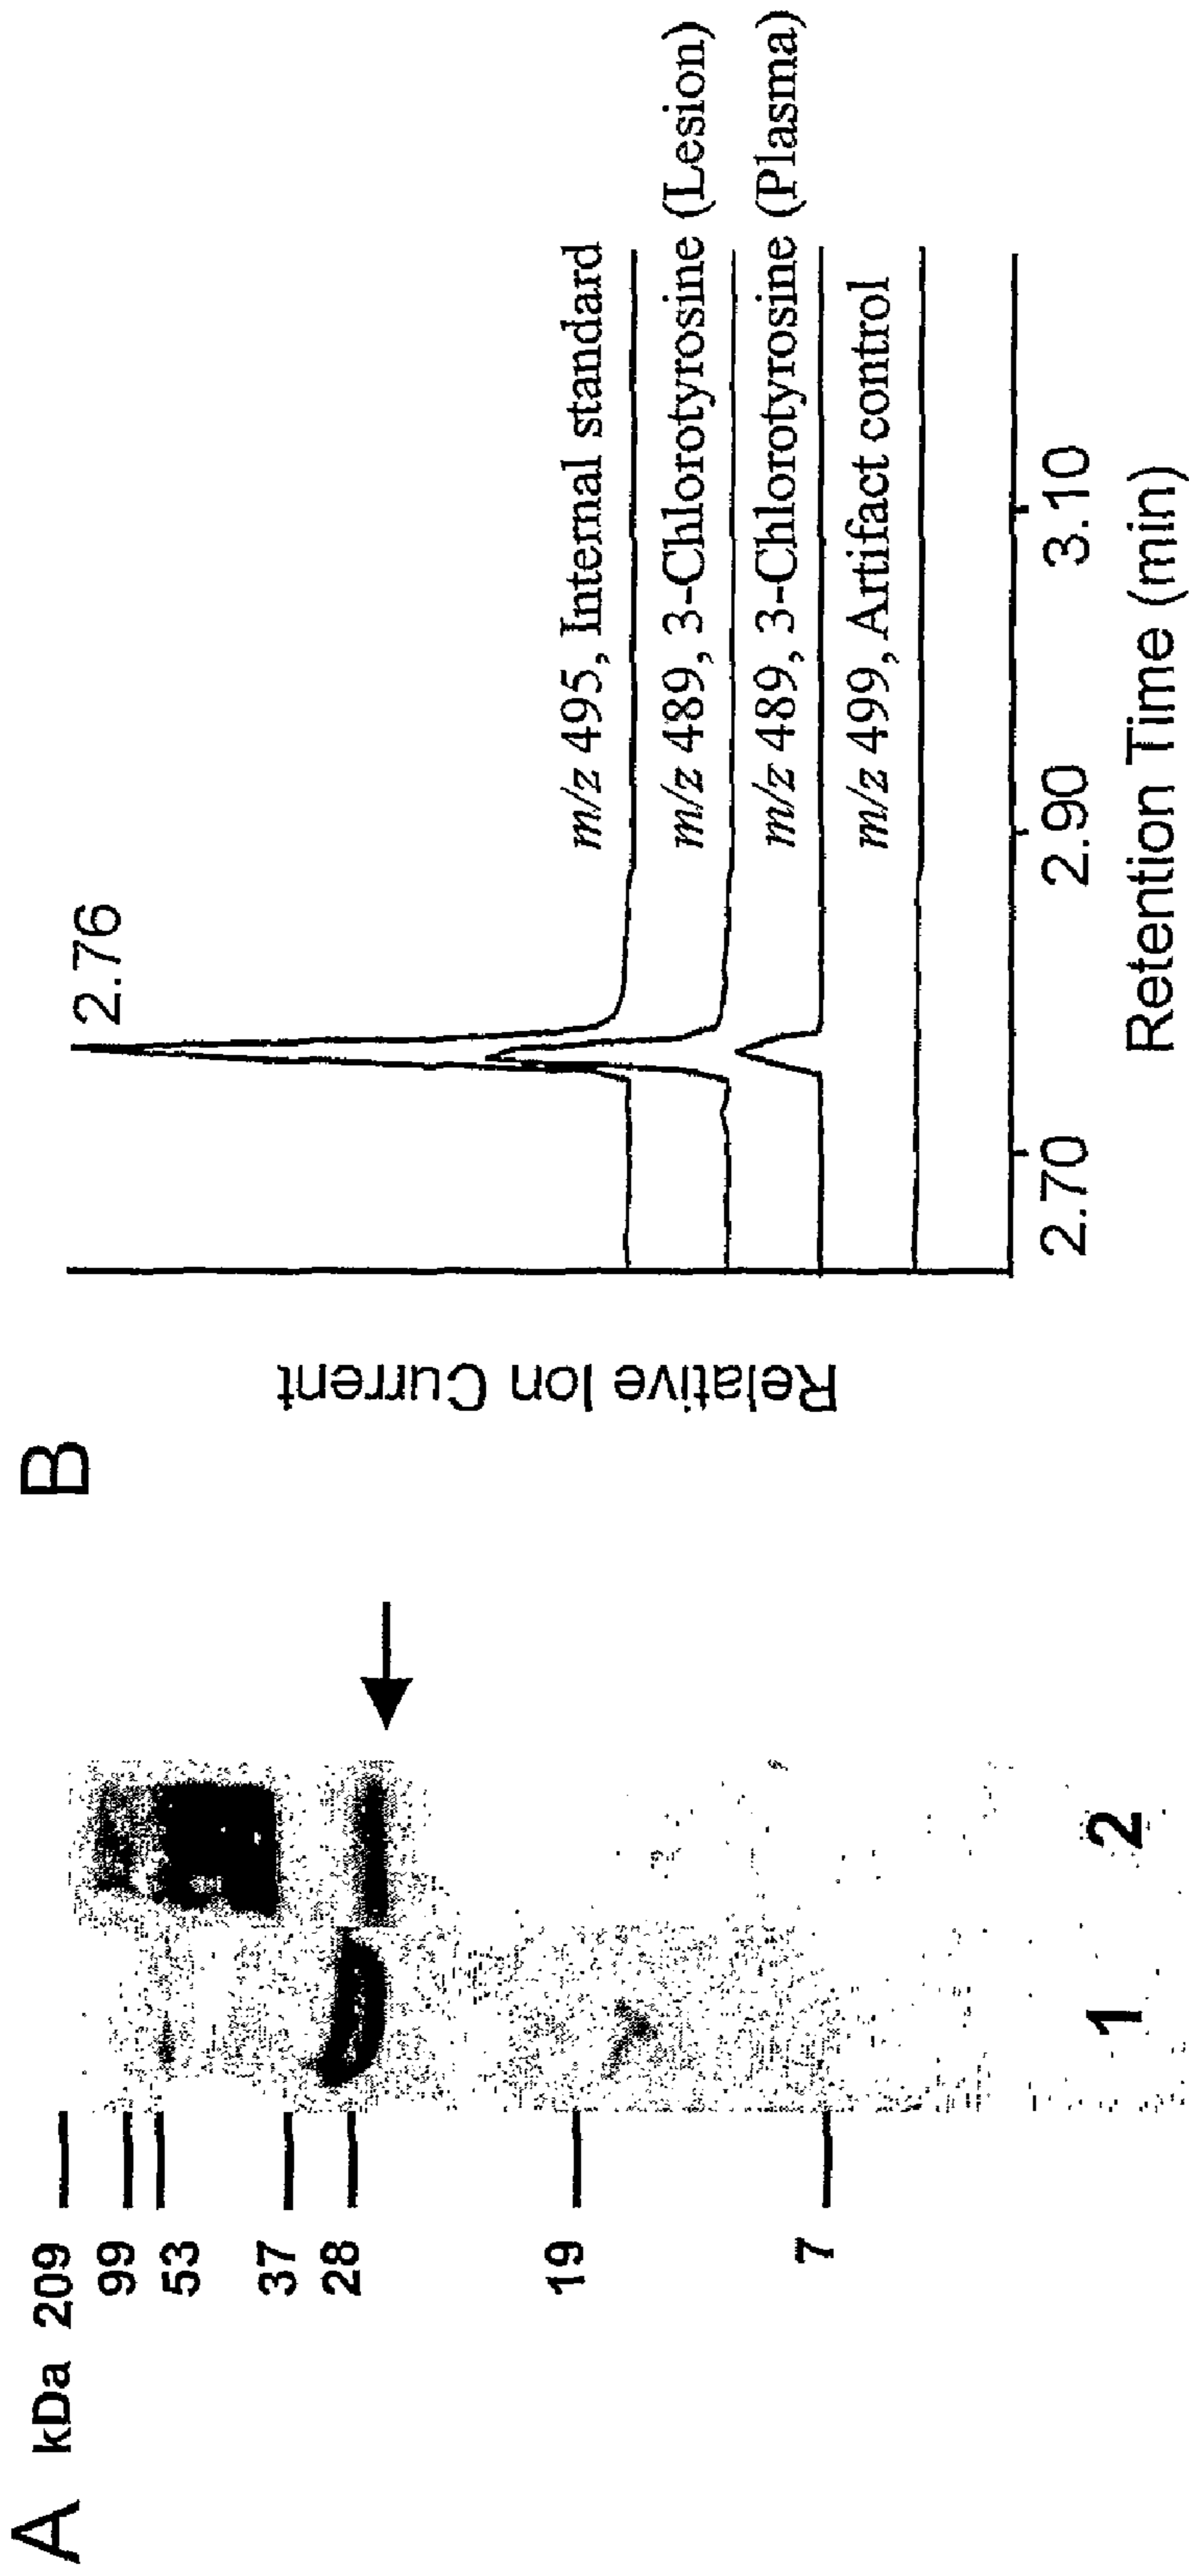 A
kDa 209
99
53
37
28
19
7
1
2
B
Relative Ion Current
2.76
m/z 495, Internal standard
m/z 489, 3-Chlorotyrosine (Lesion)
m/z 489, 3-Chlorotyrosine (Plasma)
m/z 499, Artifact control
2.70
2.90
3.10
Retention Time (min)